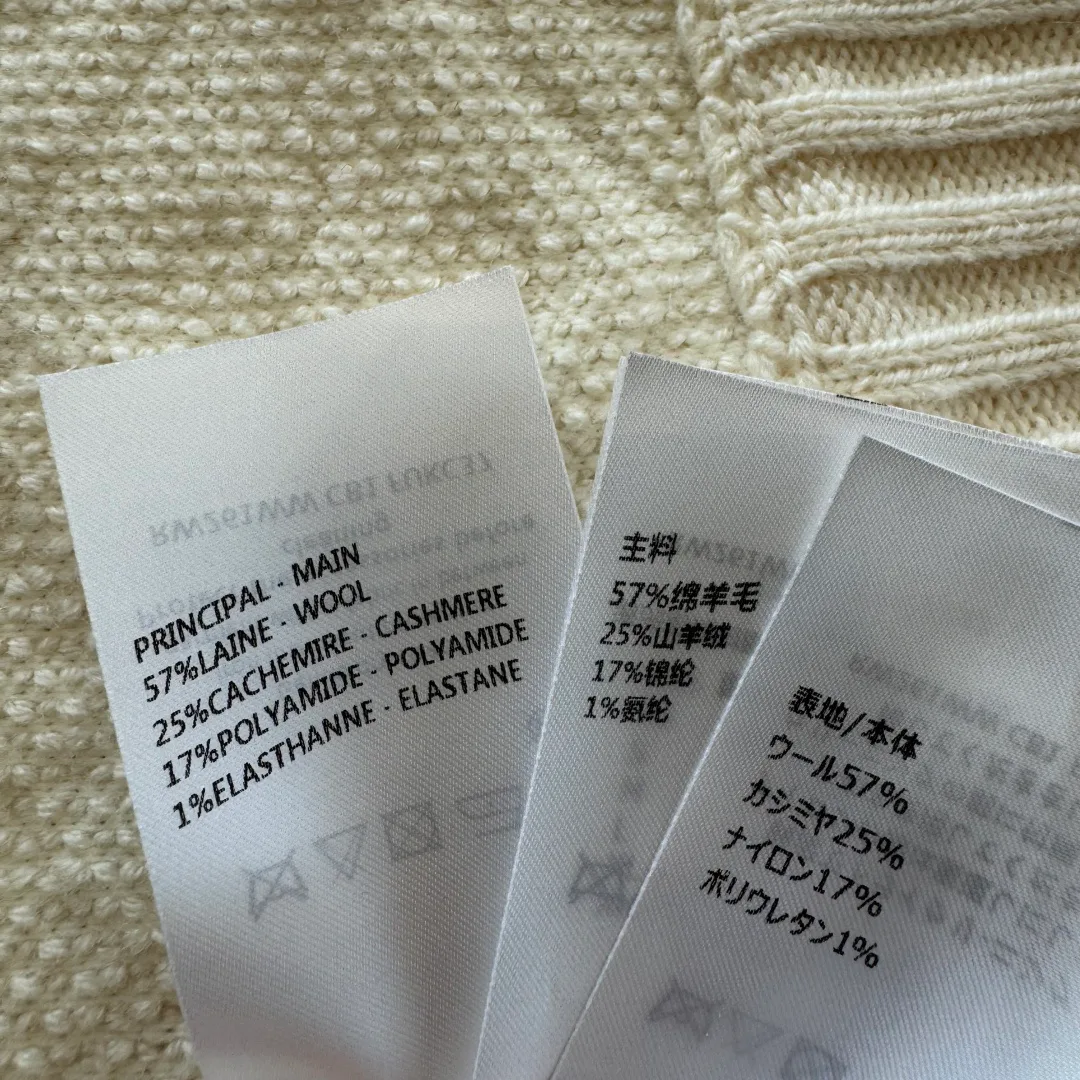 PRINCIPAL - MAIN
57%LAINE - WOOL
25%CACHEMIRE - CASHMERE
17%POLYAMIDE - POLYAMIDE
1%ELASTHANNE - ELASTANE
主料
57%绵羊毛
25%山羊绒
17%锦纶
1%氨纶
表地/本体
ウール57%
カシミヤ25%
ナイロン17%
ポリウレタン1%